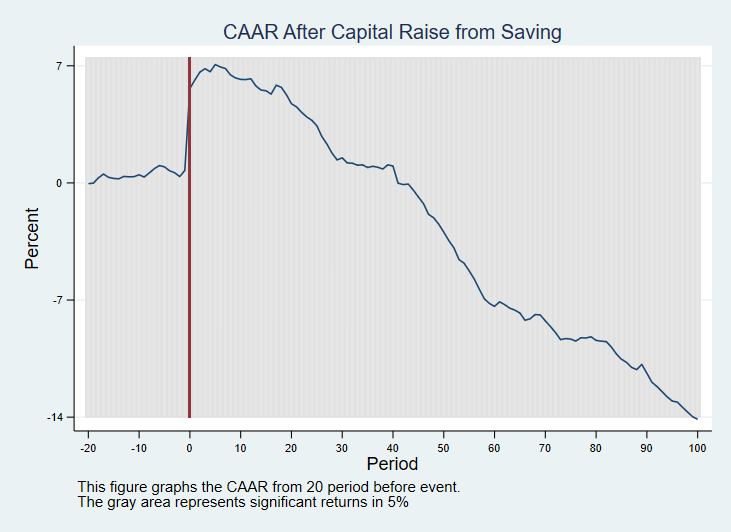 CAAR After Capital Raise from Saving
7
0
-7
-14
Percent
-20 -10 0 10 20 30 40 50 60 70 80 90 100
Period
This figure graphs the CAAR from 20 period before event.
The gray area represents significant returns in 5%